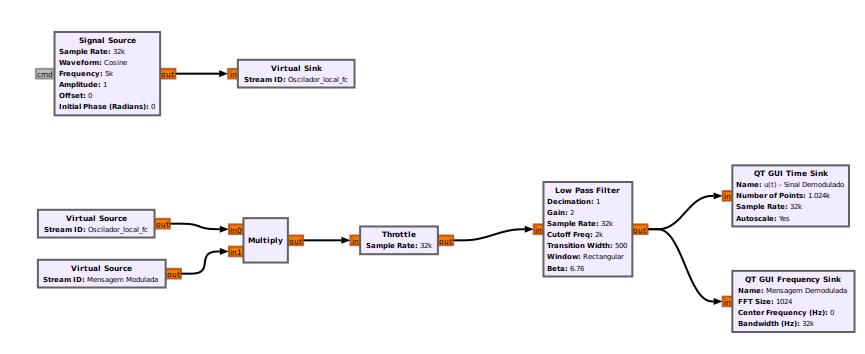 Signal Source
Sample Rate: 32k
Waveform: Cosine
Frequency: 5k
Amplitude: 1
Offset: 0
Initial Phase (Radians): 0
cmd
out
in
Virtual Sink
Stream ID: Oscilador_local_fc
Virtual Source
Stream ID: Oscilador_local_fc
out
Virtual Source
Stream ID: Mensagem Modulada
out
in0
in1
Multiply
out
in
Throttle
Sample Rate: 32k
out
in
Low Pass Filter
Decimation: 1
Gain: 2
Sample Rate: 32k
Cutoff Freq: 2k
Transition Width: 500
Window: Rectangular
Beta: 6.76
out
in
QT GUI Time Sink
Name: u(t) - Sinal Demodulado
Number of Points: 1.024k
Sample Rate: 32k
Autoscale: Yes
in
QT GUI Frequency Sink
Name: Mensagem Demodulada
FFT Size: 1024
Center Frequency (Hz): 0
Bandwidth (Hz): 32k